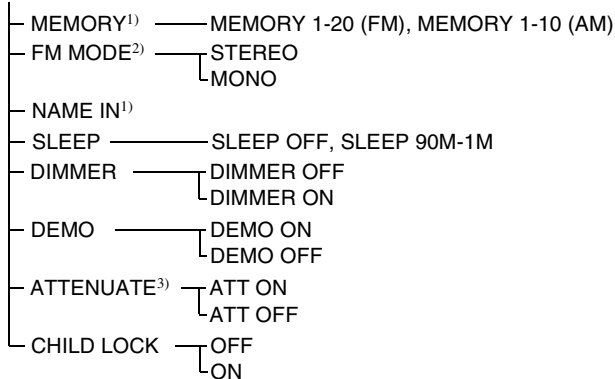 MEMORY1) MEMORY 1-20 (FM), MEMORY 1-10 (AM)
FM MODE2) STEREO
MONO
NAME IN1)
SLEEP SLEEP OFF, SLEEP 90M-1M
DIMMER DIMMER OFF
DIMMER ON
DEMO DEMO ON
DEMO OFF
ATTENUATE3) ATT ON
ATT OFF
CHILD LOCK OFF
ON